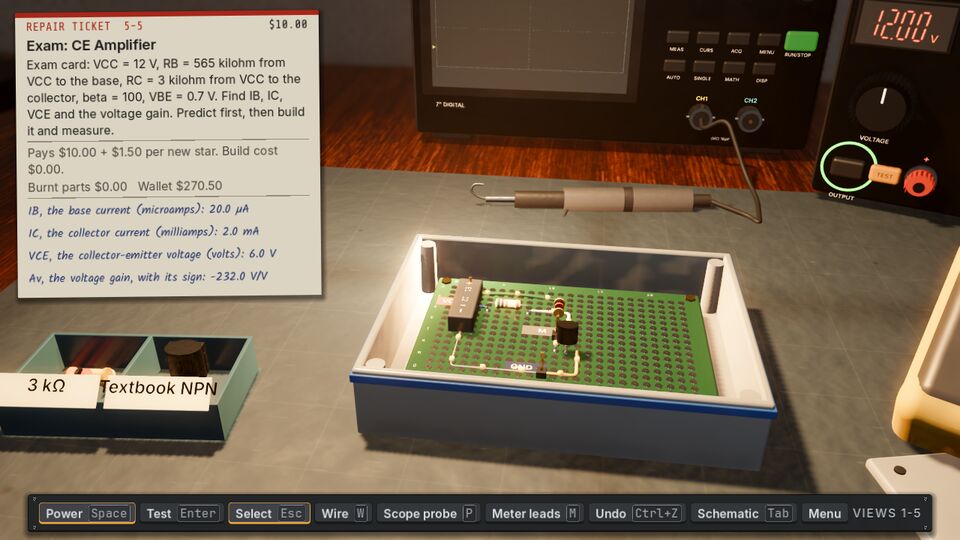 REPAIR TICKET 5-5 $10.00
Exam: CE Amplifier
Exam card: VCC = 12 V, RB = 565 kilohm from
VCC to the base, RC = 3 kilohm from VCC to the
collector, beta = 100, VBE = 0.7 V. Find IB, IC,
VCE and the voltage gain. Predict first, then build
it and measure.
Pays $10.00 + $1.50 per new star. Build cost
$0.00.
Burnt parts $0.00 Wallet $270.50
IB, the base current (microamps): 20.0 µA
IC, the collector current (milliamps): 2.0 mA
VCE, the collector-emitter voltage (volts): 6.0 V
Av, the voltage gain, with its sign: -232.0 V/V
MEAS CURS ACQ MENU RUN/STOP
AUTO SINGLE MATH DISP
7" DIGITAL
CH1 CH2
12.00 V
VOLTAGE
OUTPUT
TEST
+
GND
3 kΩ
Textbook NPN
Power Space Test Enter Select Esc Wire W Scope probe P Meter leads M Undo Ctrl+Z Schematic Tab Menu VIEWS 1-5